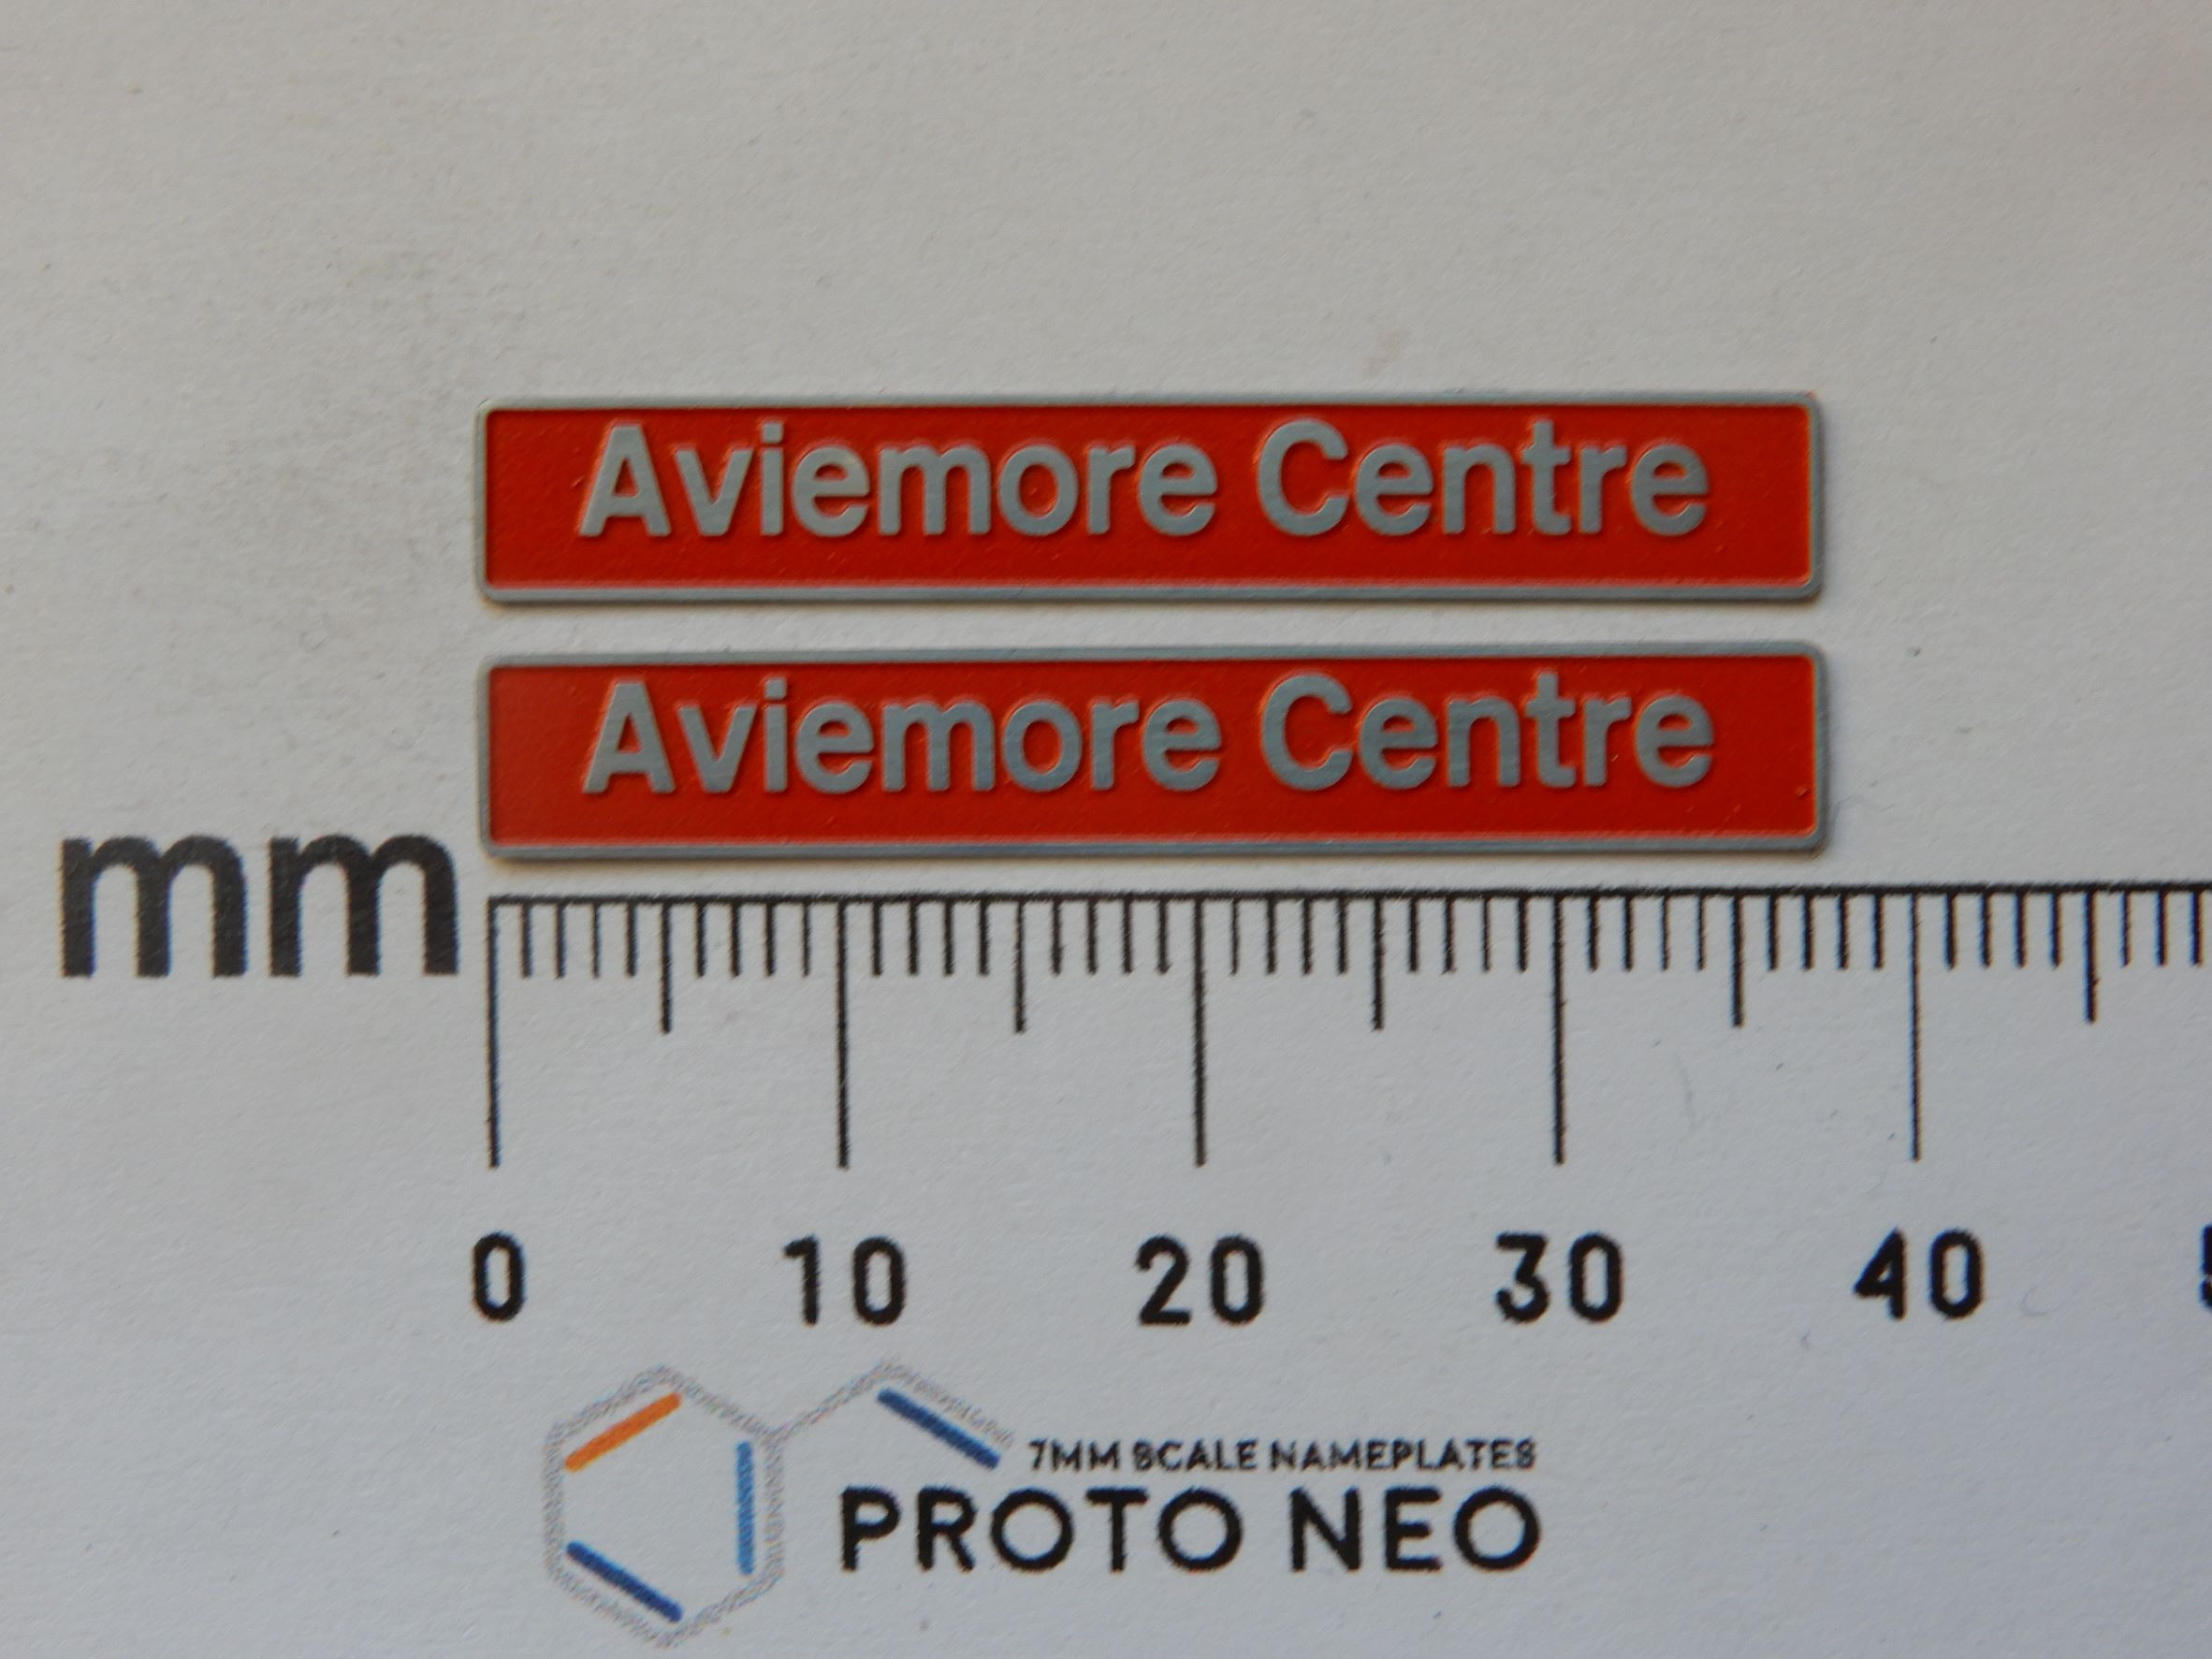 Aviemore Centre
Aviemore Centre
mm
0 10 20 30 40
7MM SCALE NAMEPLATES
PROTO NEO